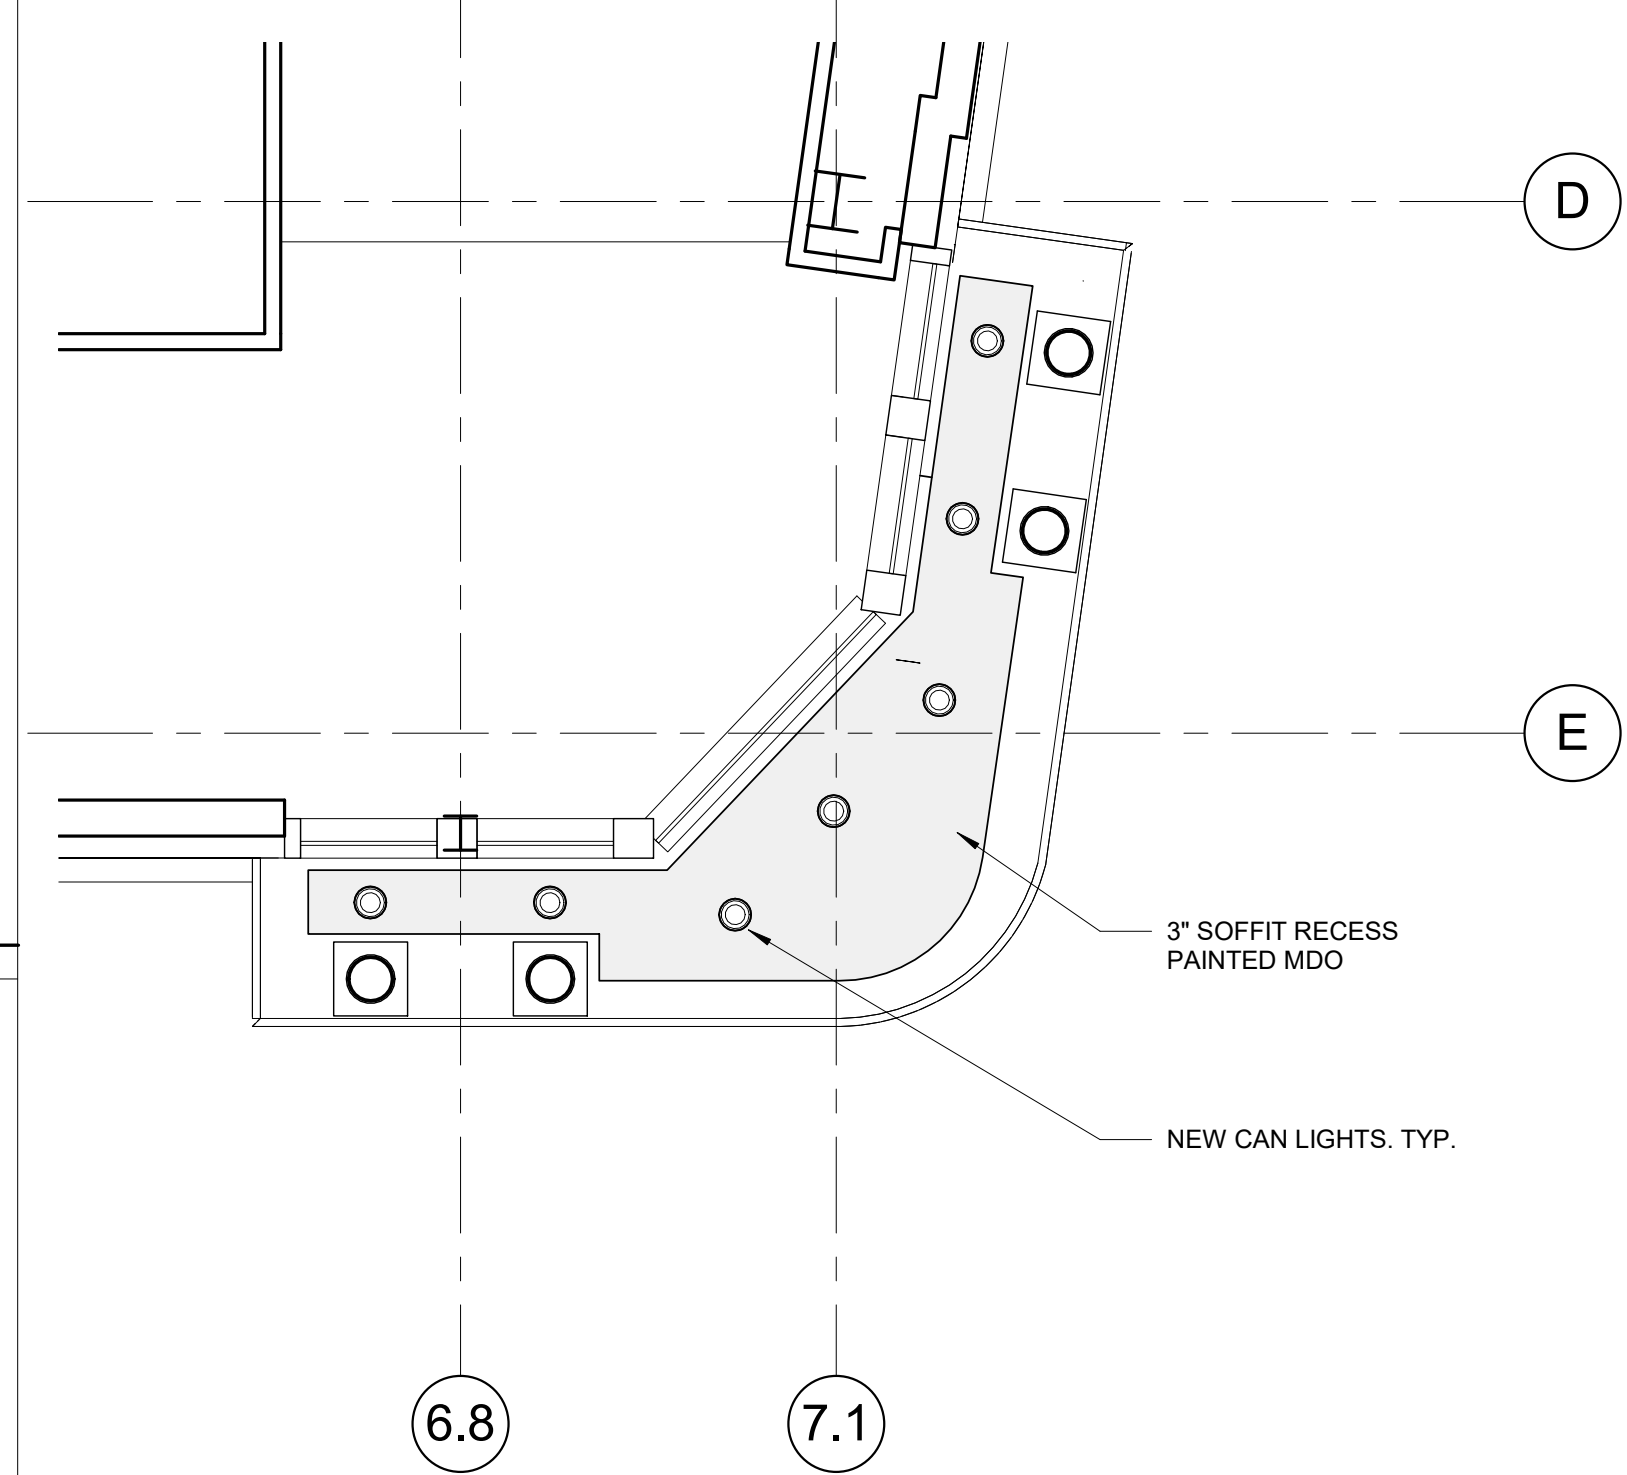 D
E
3" SOFFIT RECESS
PAINTED MDO
NEW CAN LIGHTS. TYP.
6.8
7.1